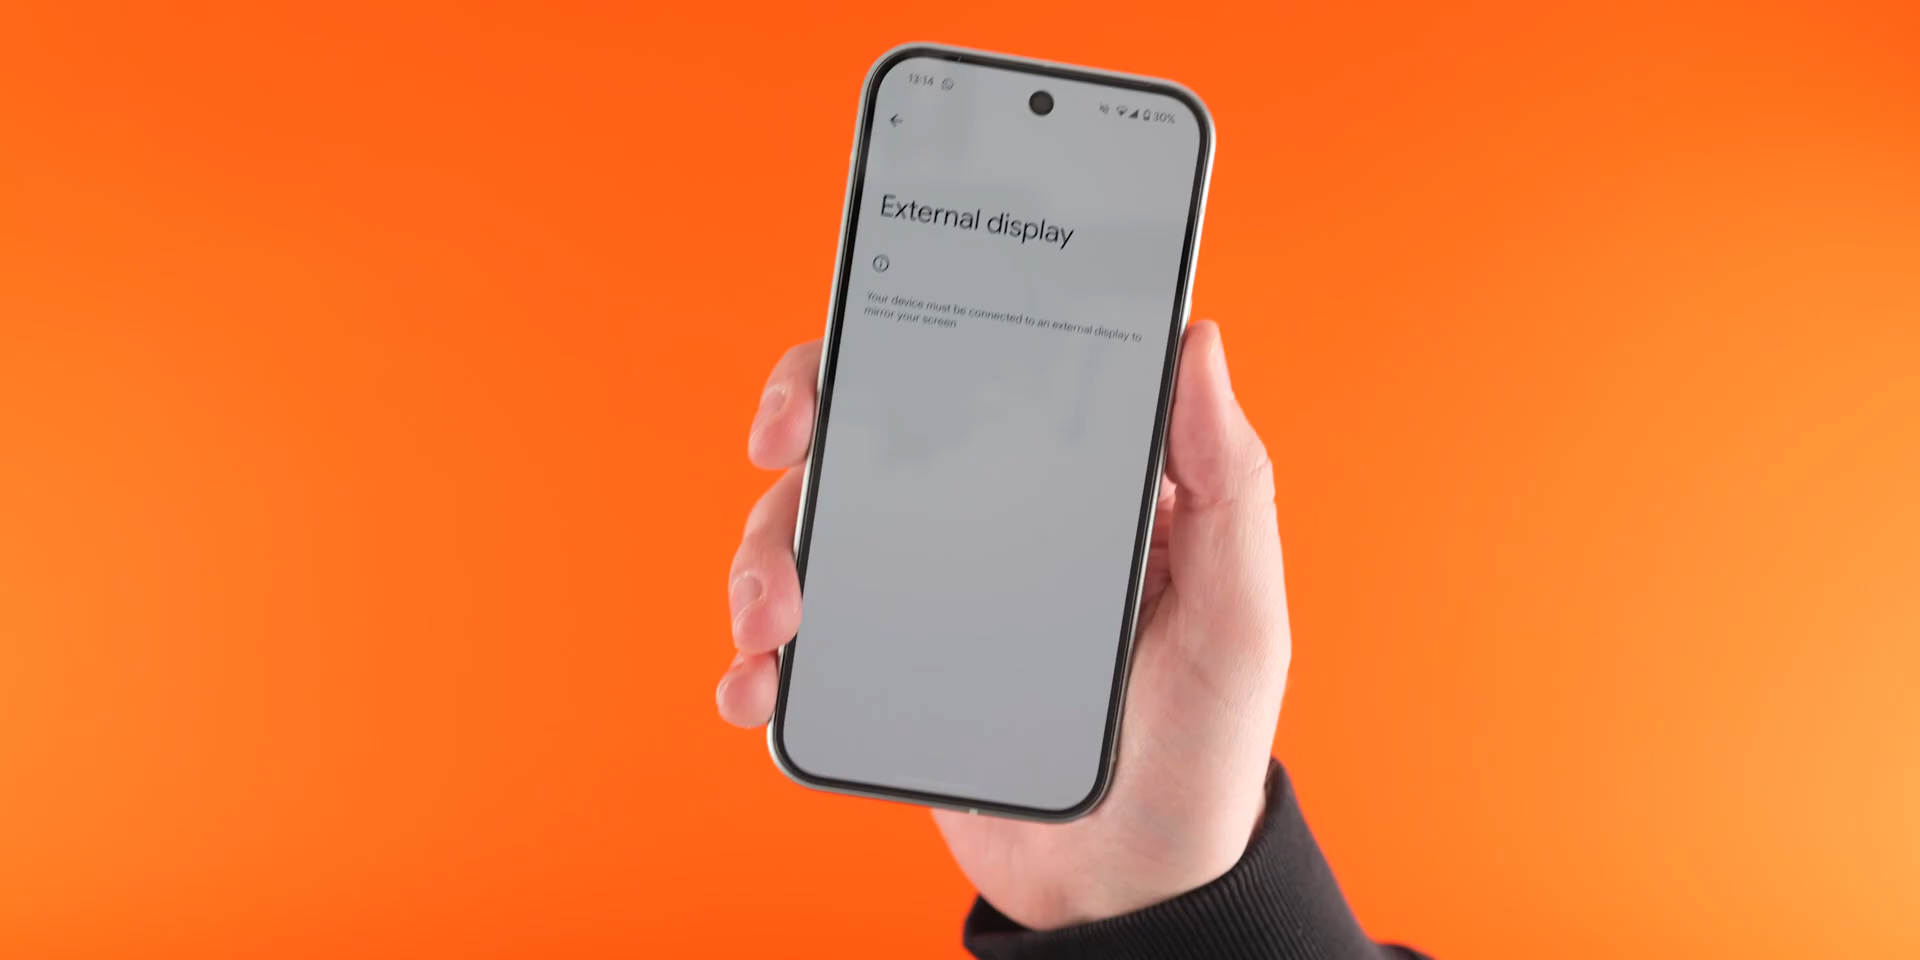 13:14
30%
External display
Your device must be connected to an external display to
mirror your screen